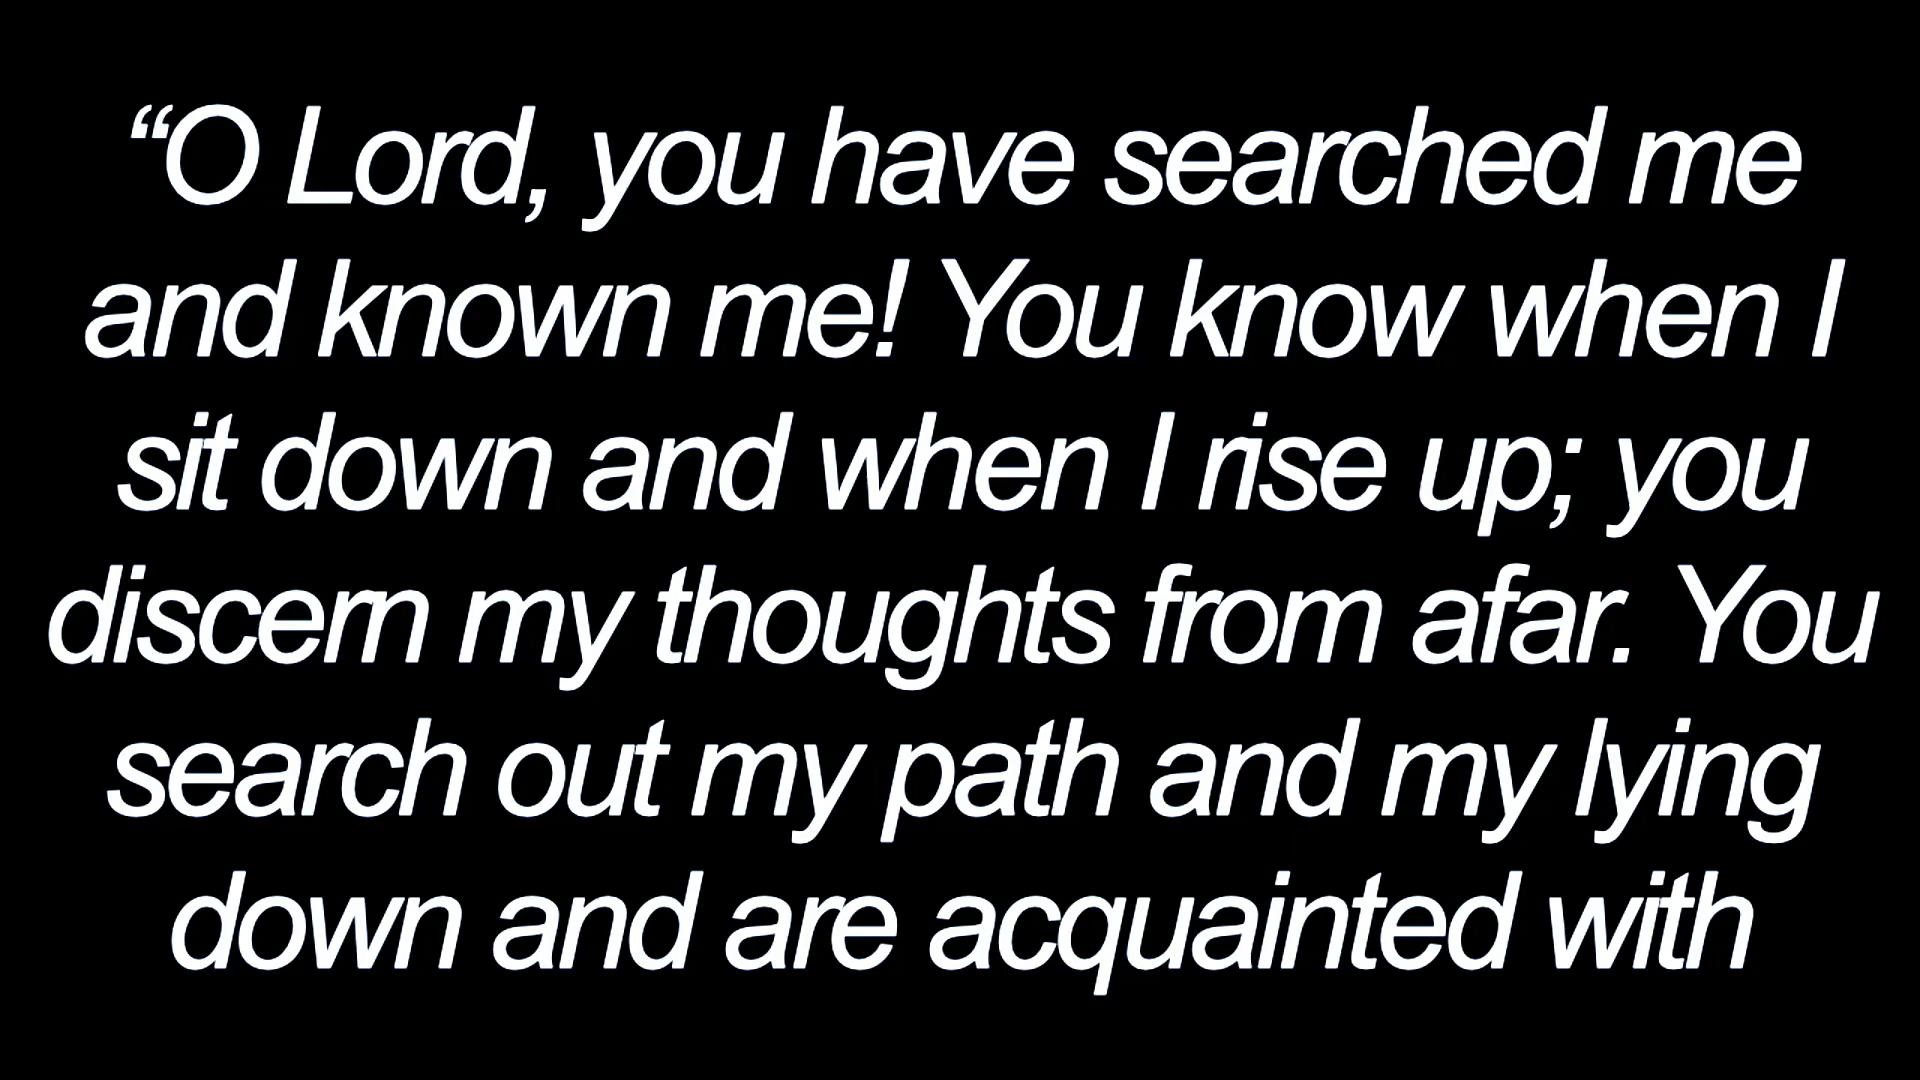 “O Lord, you have searched me
and known me! You know when I
sit down and when I rise up; you
discern my thoughts from afar. You
search out my path and my lying
down and are acquainted with